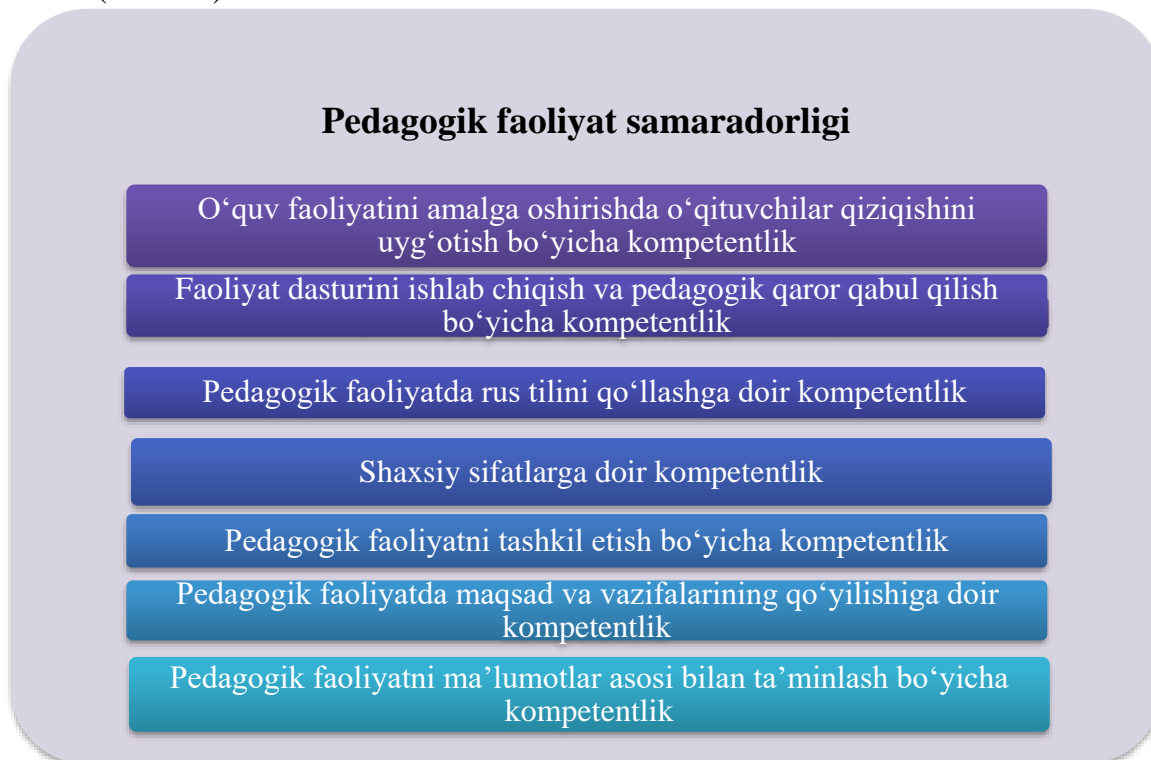 Pedagogik faoliyat samaradorligi
O‘quv faoliyatini amalga oshirishda o‘qituvchilar qiziqishini
uyg‘otish bo‘yicha kompetentlik
Faoliyat dasturini ishlab chiqish va pedagogik qaror qabul qilish
bo‘yicha kompetentlik
Pedagogik faoliyatda rus tilini qo‘llashga doir kompetentlik
Shaxsiy sifatlarga doir kompetentlik
Pedagogik faoliyatni tashkil etish bo‘yicha kompetentlik
Pedagogik faoliyatda maqsad va vazifalarining qo‘yilishiga doir
kompetentlik
Pedagogik faoliyatni ma’lumotlar asosi bilan ta’minlash bo‘yicha
kompetentlik